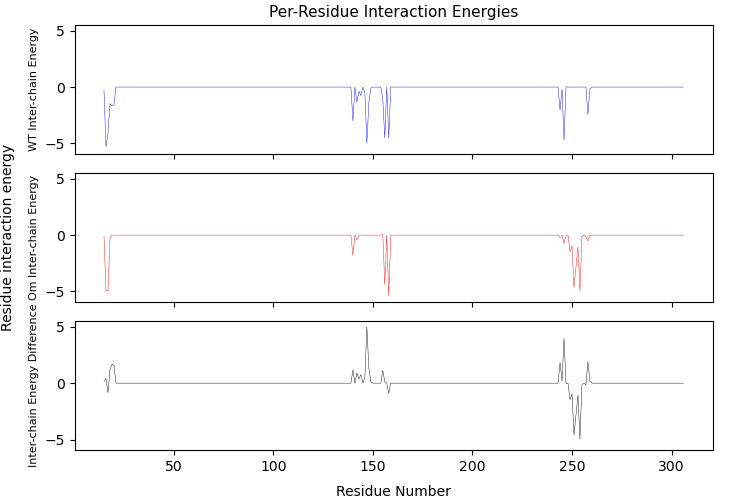 Per-Residue Interaction Energies
Residue interaction energy
WT Inter-chain Energy
5
0
−5
Om Inter-chain Energy
5
0
−5
Inter-chain Energy Difference
5
0
−5
50
100
150
200
250
300
Residue Number